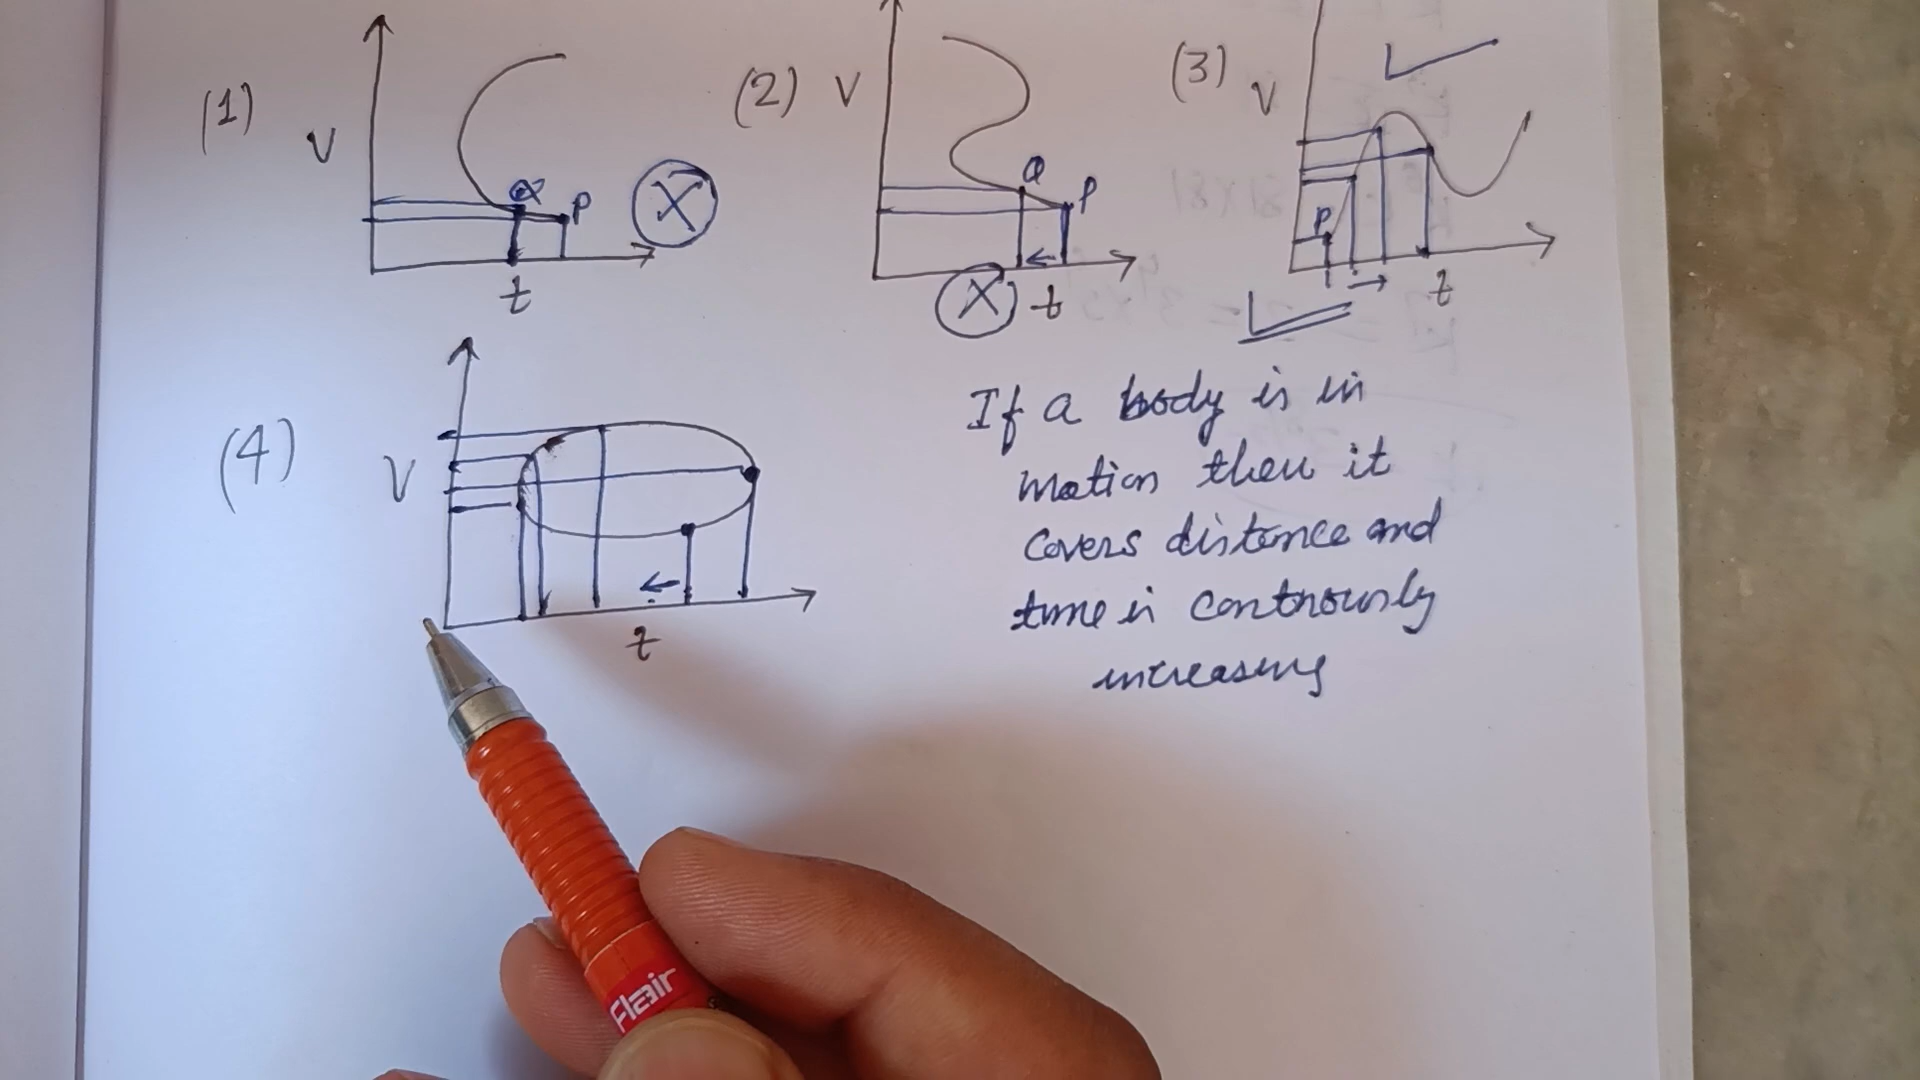 (1) V t Q P X
(2) V t Q P X
(3) V t P
(4) V t
If a body is in
motion then it
covers distance and
time is continously
increasing
Flair